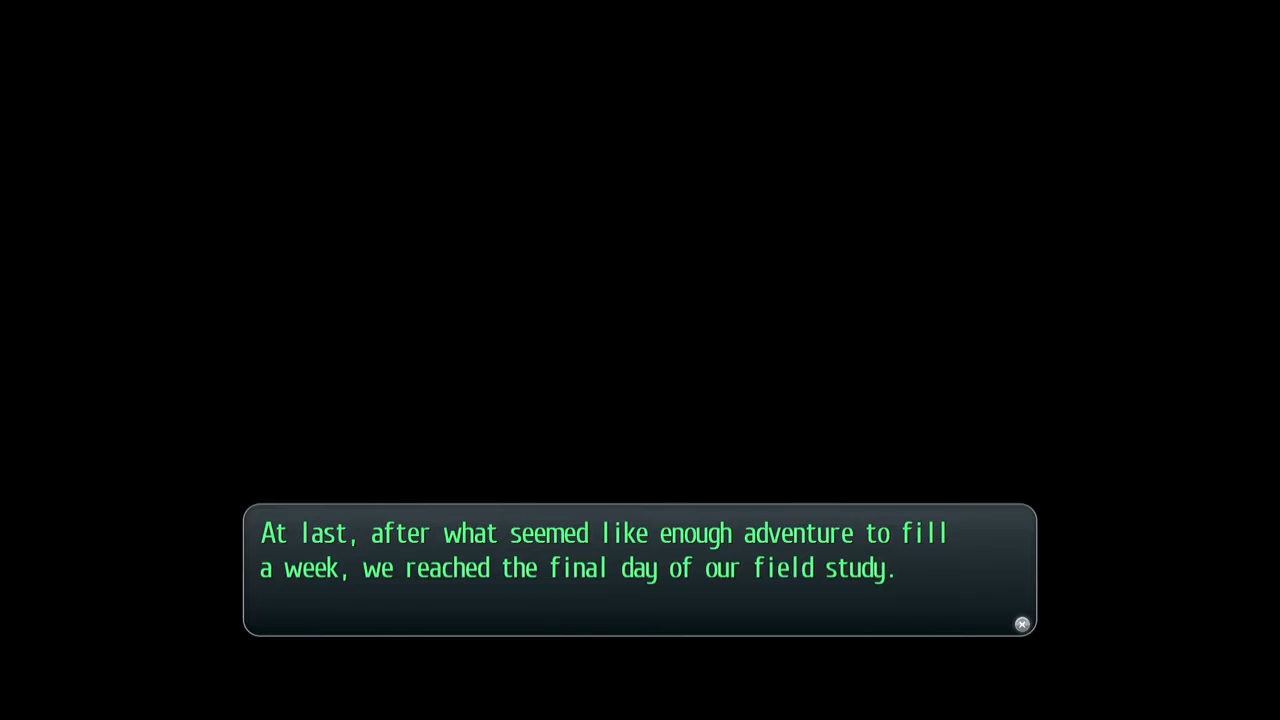 At last, after what seemed like enough adventure to fill
a week, we reached the final day of our field study.